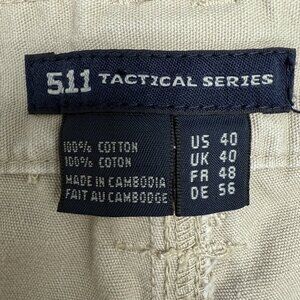 5.11 TACTICAL SERIES
100% COTTON
100% COTON
MADE IN CAMBODIA
FAIT AU CAMBODGE
US 40
UK 40
FR 48
DE 56